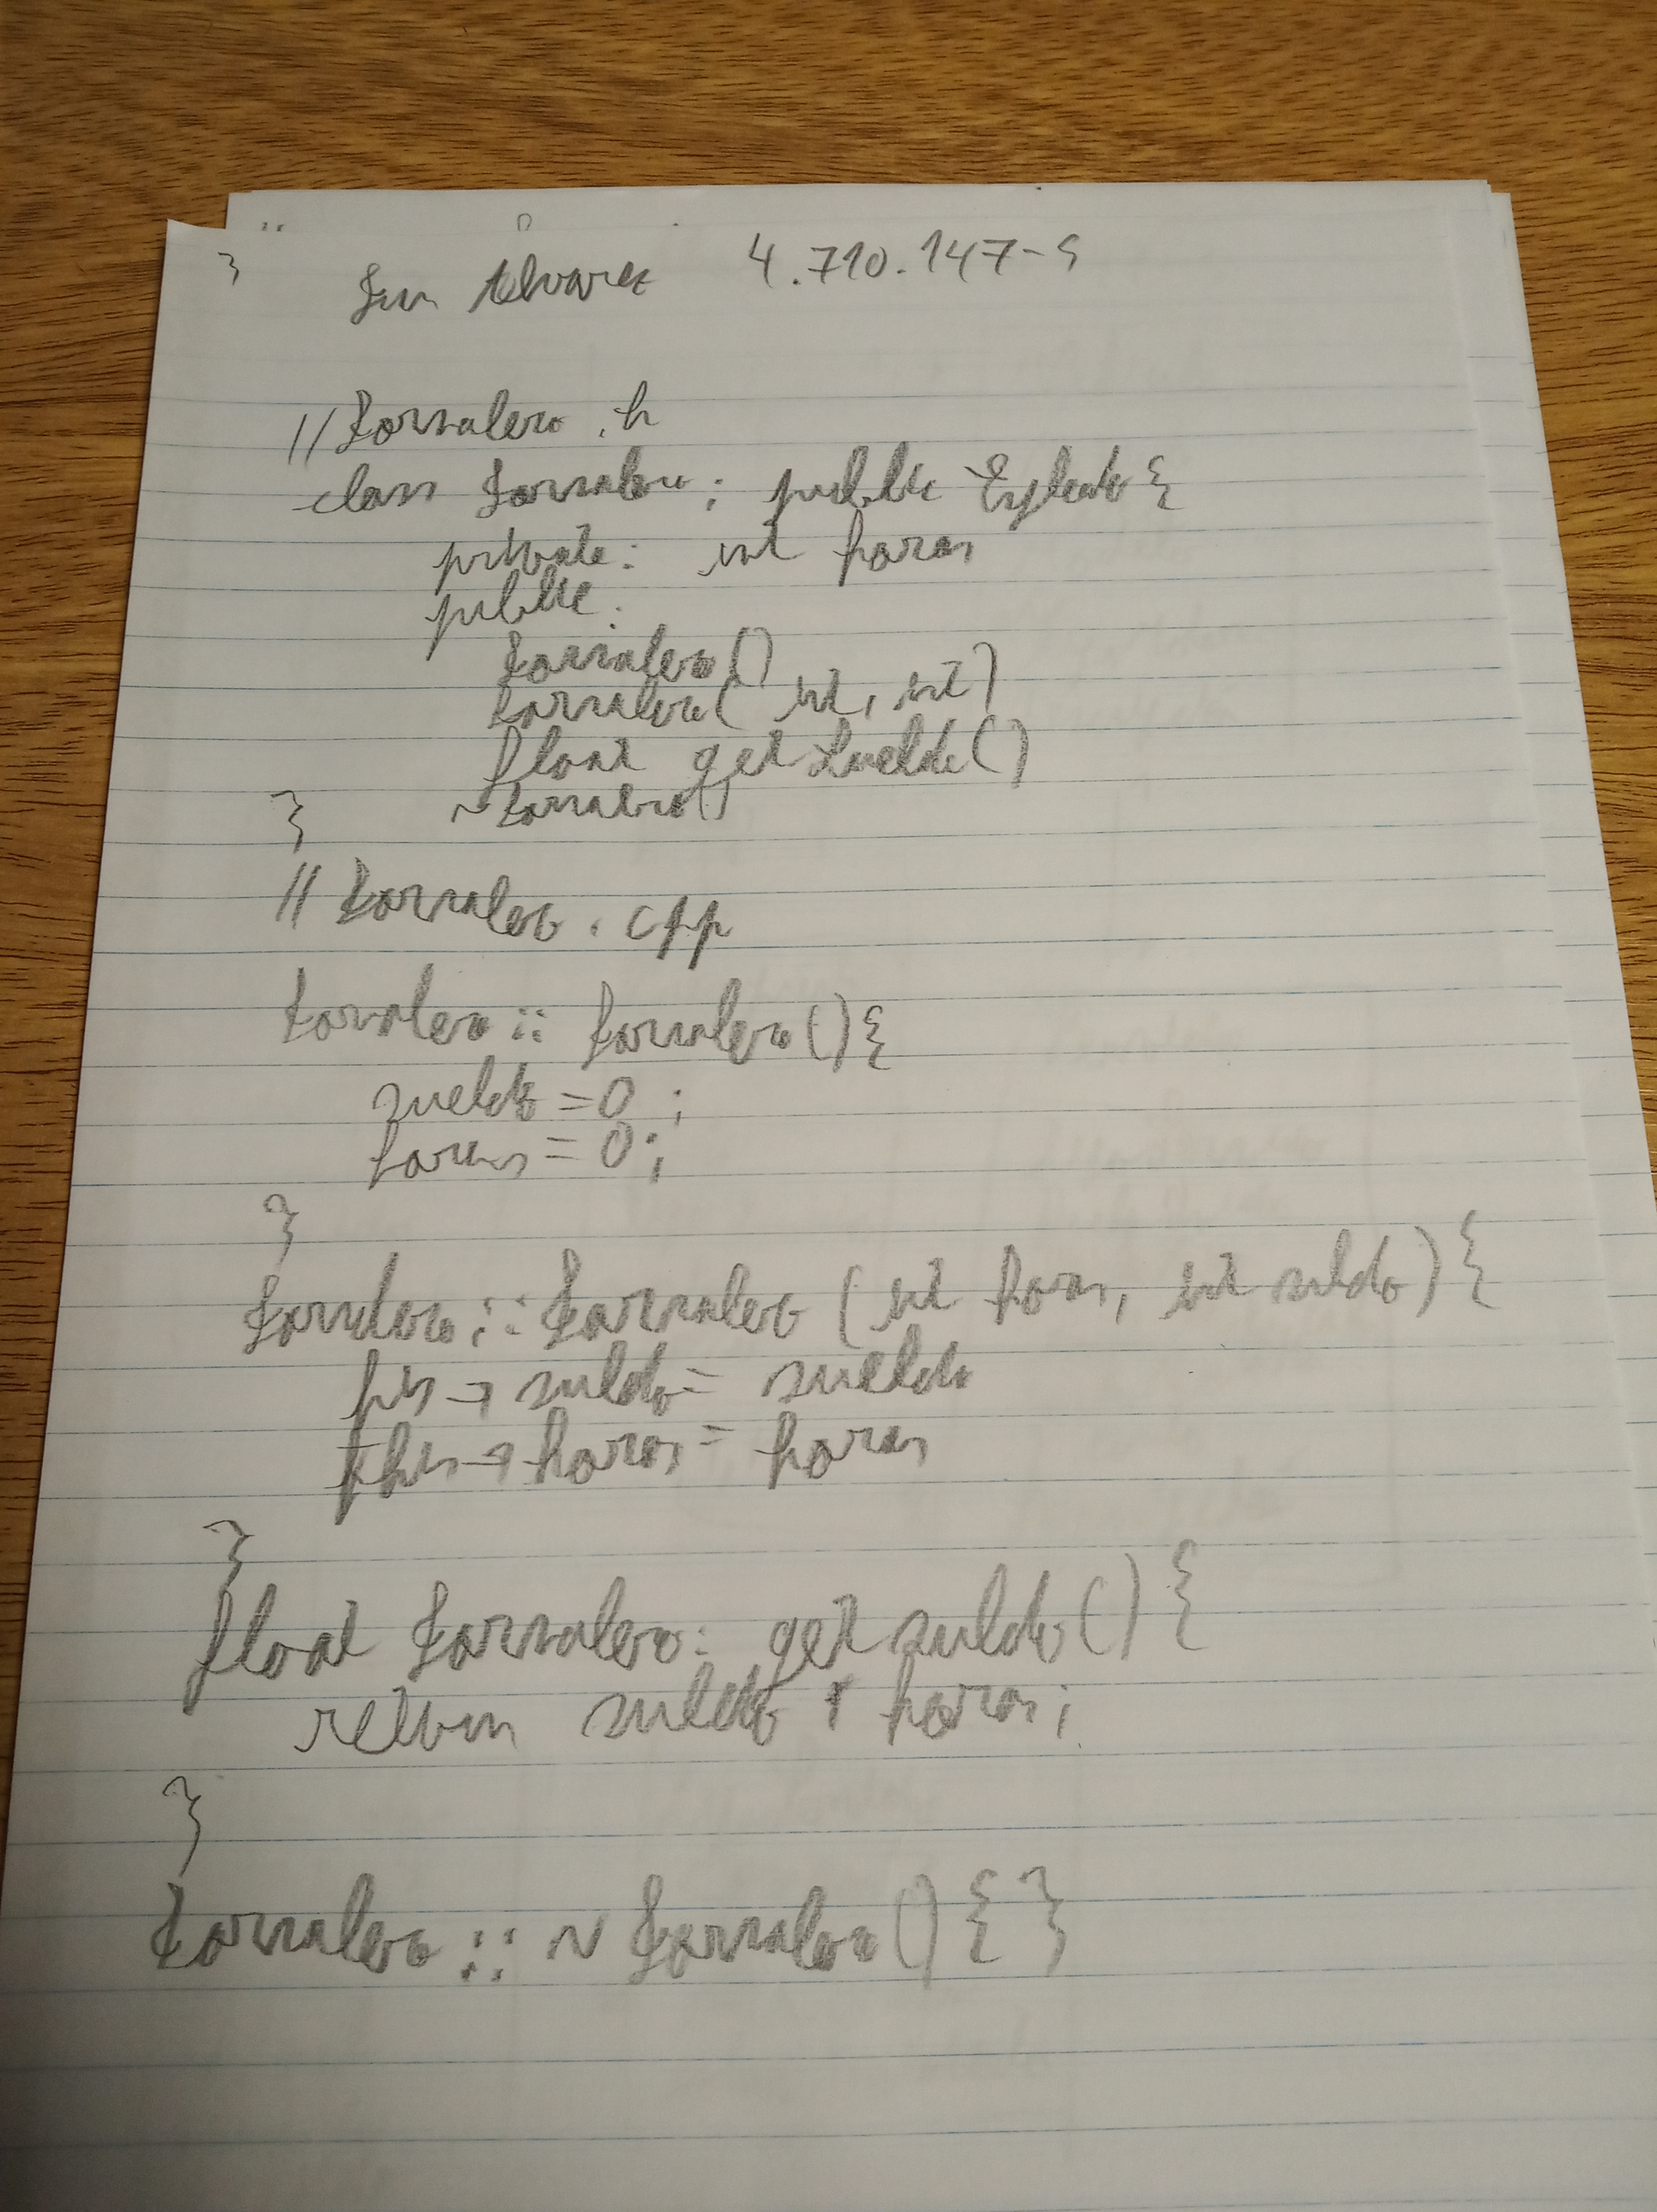 } Alvarez 4.710.147-5
// Jornalero .h
class Jornalero : public Empleado {
private: int horas
public:
Jornalero()
Jornalero( int, int)
float getSueldo()
~Jornalero()
}
// Jornalero . cpp
Jornalero :: Jornalero(){
sueldo = 0 ;
horas = 0;
}
Jornalero :: Jornalero (int horas, int sueldo) {
this → sueldo = sueldo
this → horas = horas
}
float Jornalero: getsueldo() {
return sueldo * horas;
}
Jornalero :: ~ Jornalero() { }